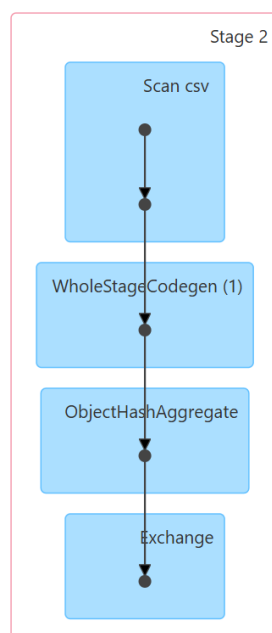 Stage 2
Scan csv
WholeStageCodegen (1)
ObjectHashAggregate
Exchange